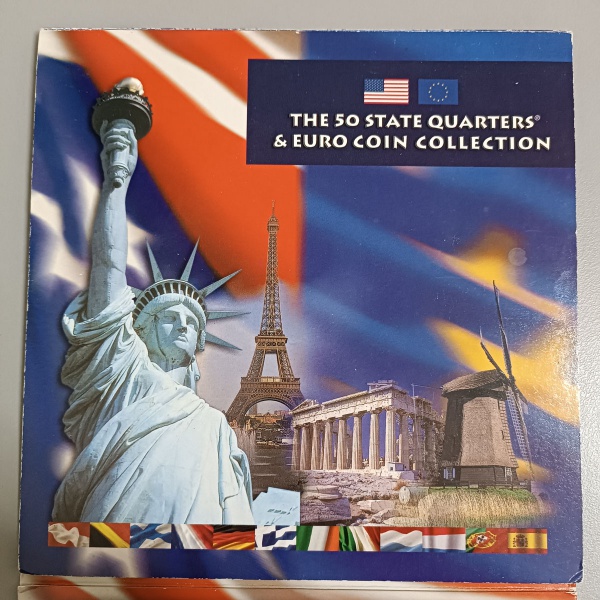 THE 50 STATE QUARTERS®
& EURO COIN COLLECTION